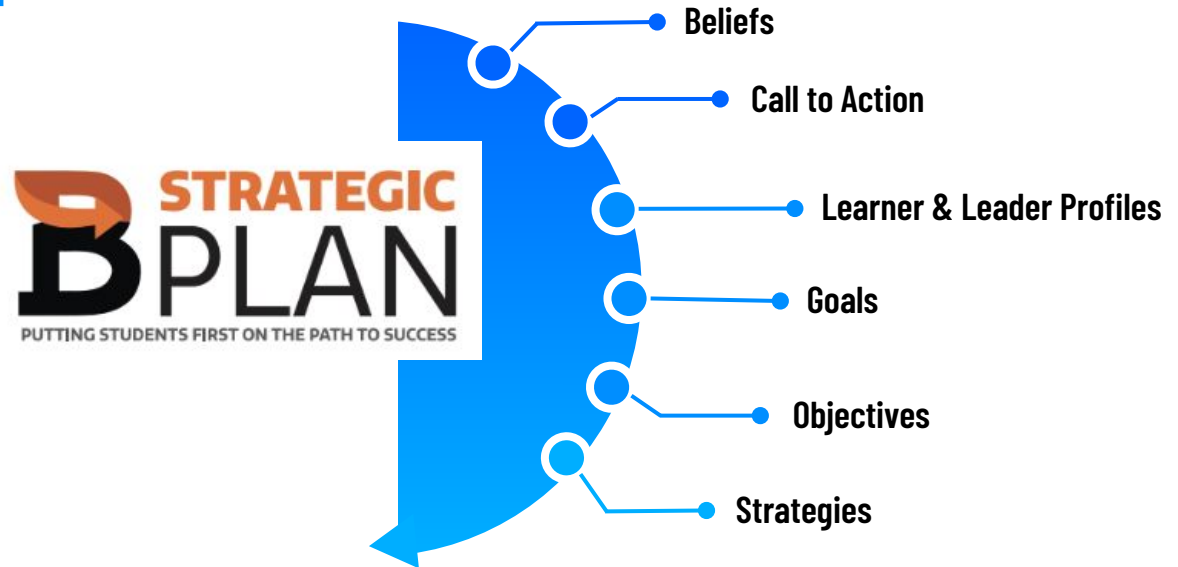 Beliefs
Call to Action
STRATEGIC
B PLAN
PUTTING STUDENTS FIRST ON THE PATH TO SUCCESS
Learner & Leader Profiles
Goals
Objectives
Strategies